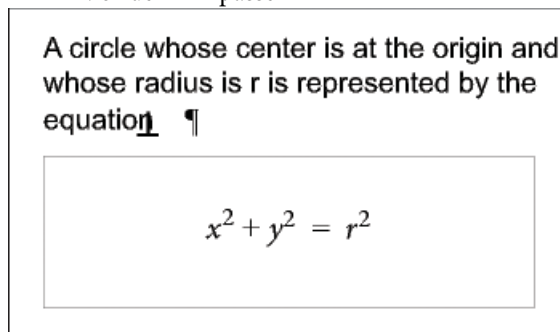 A circle whose center is at the origin and
whose radius is r is represented by the
equation ¶
x² + y² = r²